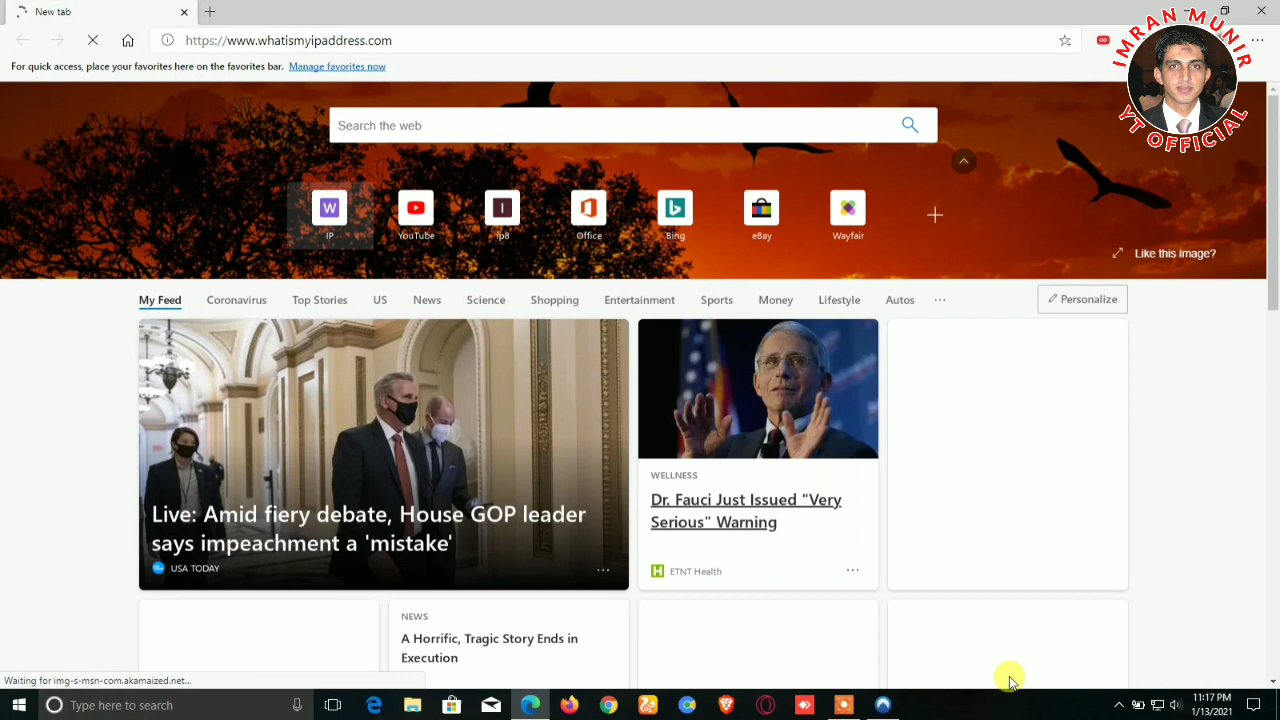 New tab
https://www.whatismyipaddress.com
For quick access, place your favorites here on the favorites bar. Manage favorites now
IMRAN MUNIR
YT OFFICIAL
Search the web
W
I
IP
YouTube
ip8
Office
Bing
eBay
Wayfair
Like this image?
My Feed
Coronavirus
Top Stories
US
News
Science
Shopping
Entertainment
Sports
Money
Lifestyle
Autos
Personalize
Live: Amid fiery debate, House GOP leader
says impeachment a 'mistake'
USA TODAY
WELLNESS
Dr. Fauci Just Issued "Very
Serious" Warning
ETNT Health
NEWS
A Horrific, Tragic Story Ends in
Execution
Waiting for img-s-msn-com.akamaized.net...
Type here to search
11:17 PM
1/13/2021